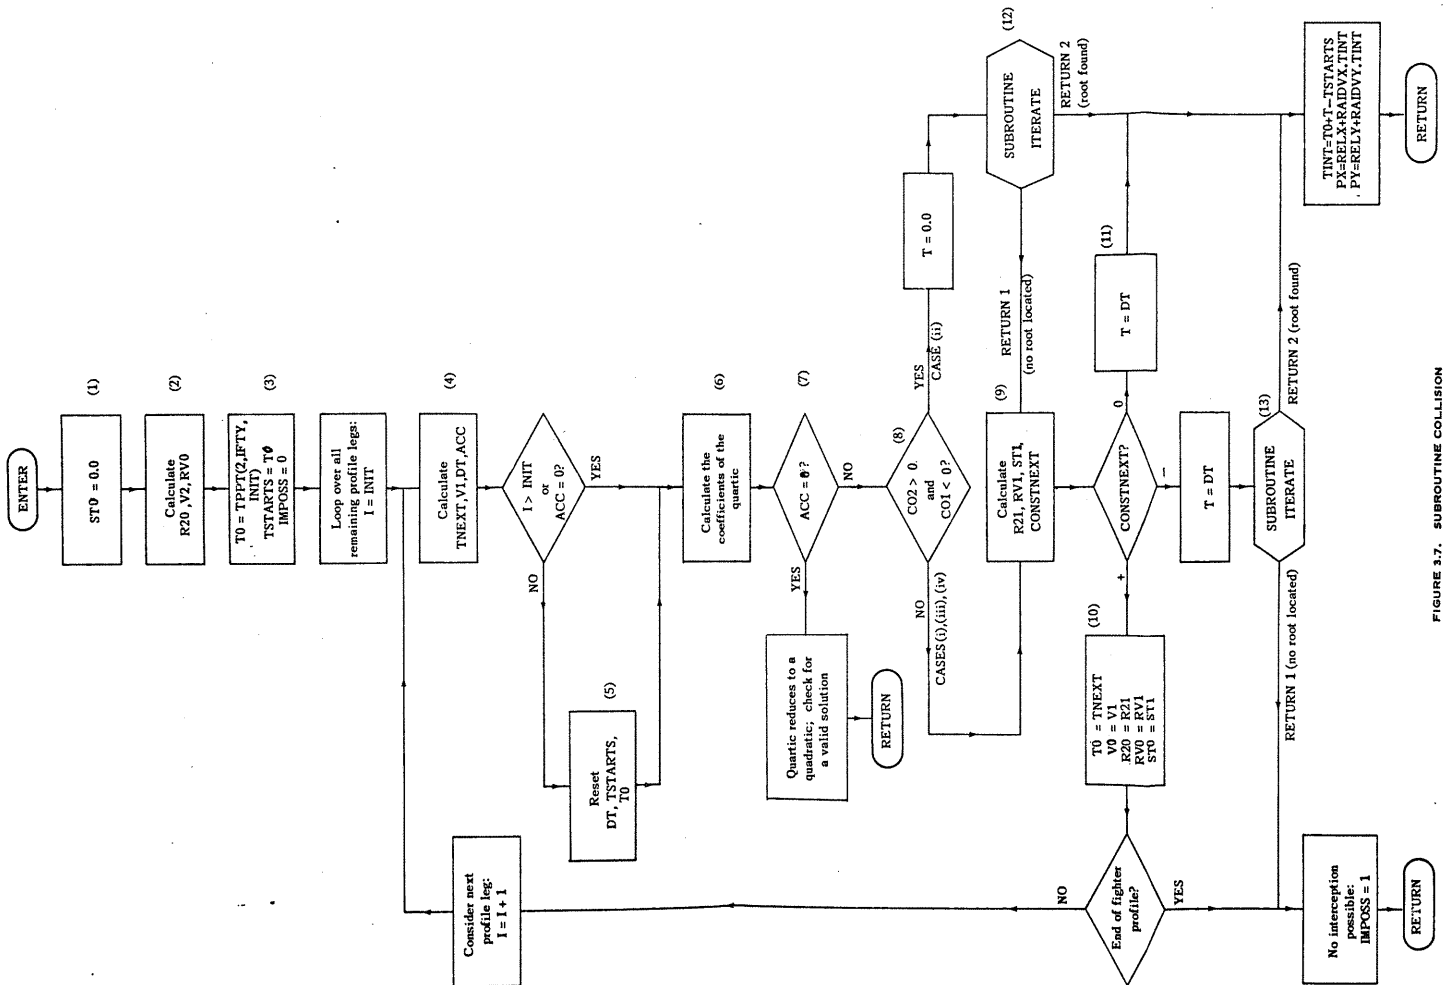 ENTER
(1)
ST0 = 0.0
(2)
Calculate
R20 ,V2,RV0
(3)
T0 = TPPT(2,IFTY,
INIT)
TSTARTS = T0
IMPOSS = 0
Loop over all
remaining profile legs:
I = INIT
(4)
Calculate
TNEXT,V1,DT,ACC
I > INIT
or
ACC = 0?
NO
YES
Reset
DT, TSTARTS,
T0
(5)
(6)
Calculate the
coefficients of the
quartic
(7)
ACC = 0?
YES
NO
Quartic reduces to a
quadratic; check for
a valid solution
RETURN
(8)
CO2 > 0
and
CO1 < 0?
YES
CASE (ii)
NO
CASES (i),(iii),(iv)
T = 0.0
(12)
SUBROUTINE
ITERATE
RETURN 2
(root found)
RETURN 1
(no root located)
(9)
Calculate
R21, RV1, ST1,
CONSTNEXT
CONSTNEXT?
+
0
−
(11)
T = DT
(10)
T0 = TNEXT
V0 = V1
R20 = R21
RV0 = RV1
ST0 = ST1
End of fighter
profile?
NO
YES
Consider next
profile leg:
I = I + 1
T = DT
(13)
SUBROUTINE
ITERATE
RETURN 1 (no root located)
RETURN 2 (root found)
No interception
possible:
IMPOSS = 1
RETURN
TINT=T0+T−TSTARTS
PX=RELX+RAIDVX.TINT
PY=RELY+RAIDVY.TINT
RETURN
FIGURE 3.7. SUBROUTINE COLLISION